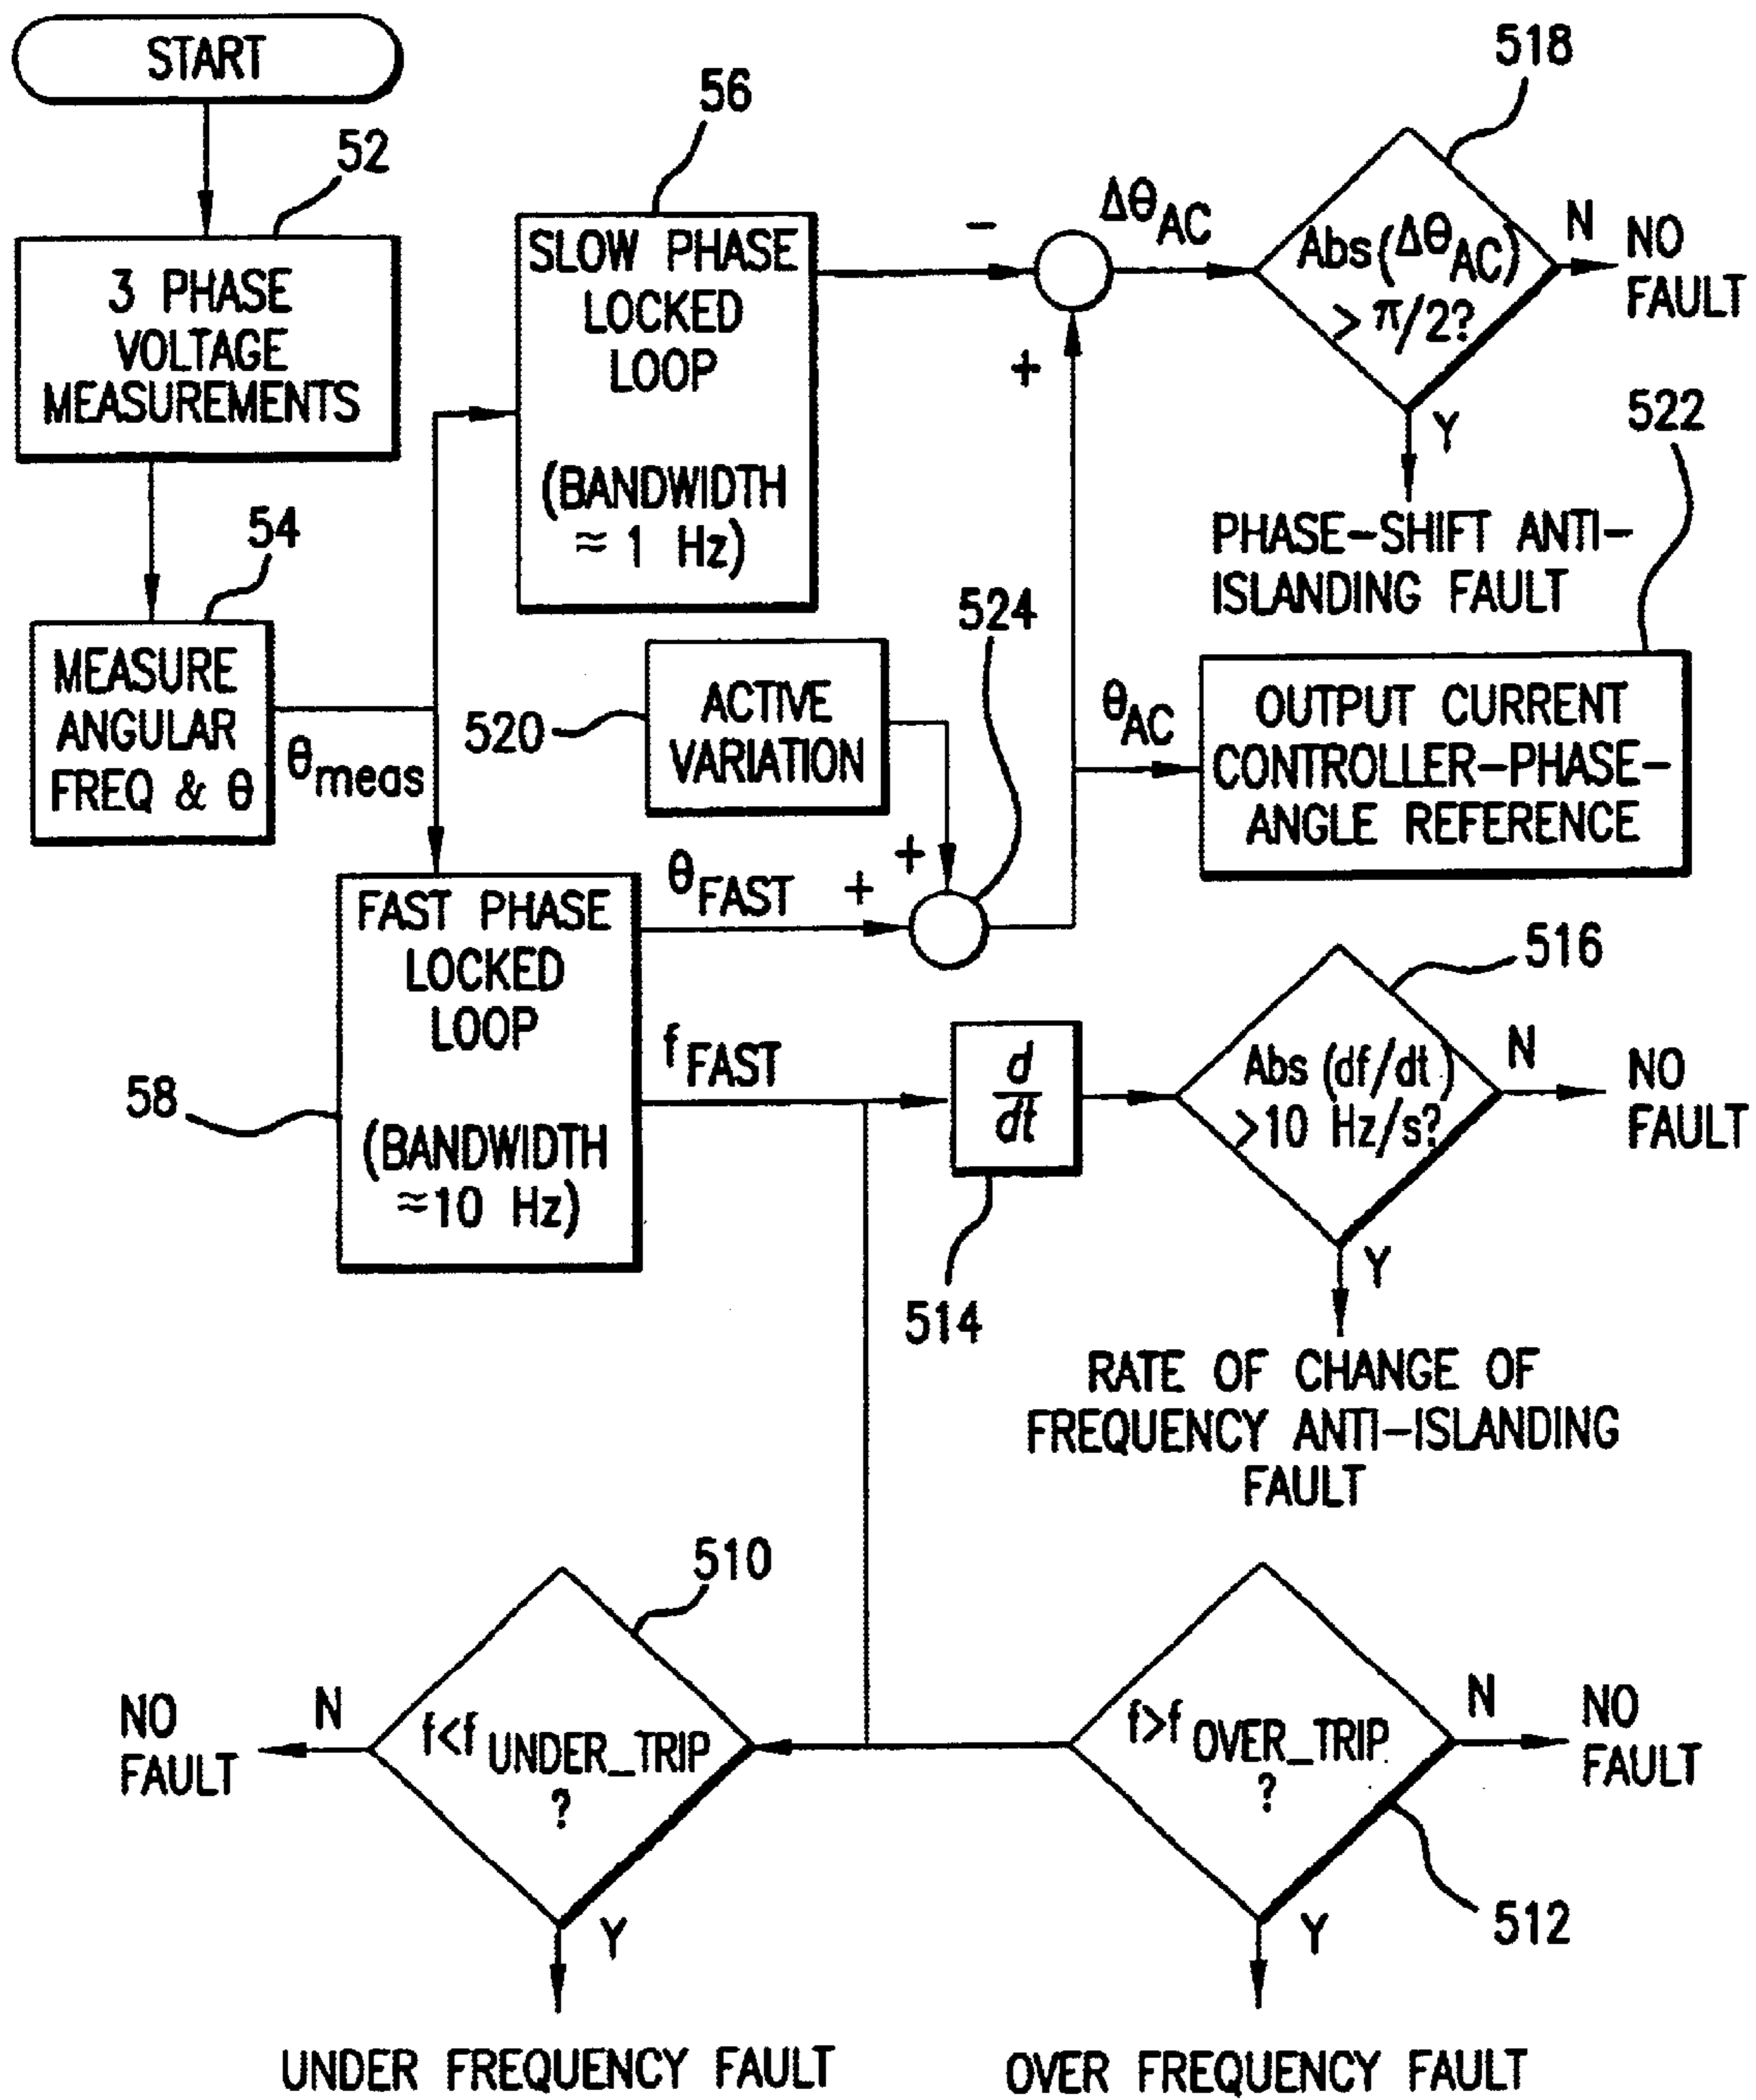 START
52
3 PHASE
VOLTAGE
MEASUREMENTS
54
MEASURE
ANGULAR
FREQ & θ
θmeas
56
SLOW PHASE
LOCKED
LOOP
(BANDWIDTH
≈ 1 Hz)
-
+
ΔθAC
518
Abs(ΔθAC)
> π/2?
N
NO
FAULT
Y
PHASE-SHIFT ANTI-
ISLANDING FAULT
522
θAC
OUTPUT CURRENT
CONTROLLER-PHASE-
ANGLE REFERENCE
520
ACTIVE
VARIATION
524
+
+
θFAST
58
FAST PHASE
LOCKED
LOOP
(BANDWIDTH
≈10 Hz)
fFAST
d
dt
514
516
Abs (df/dt)
>10 Hz/s?
N
NO
FAULT
Y
RATE OF CHANGE OF
FREQUENCY ANTI-ISLANDING
FAULT
510
f<fUNDER_TRIP
?
N
NO
FAULT
Y
UNDER FREQUENCY FAULT
f>fOVER_TRIP
?
N
NO
FAULT
512
Y
OVER FREQUENCY FAULT